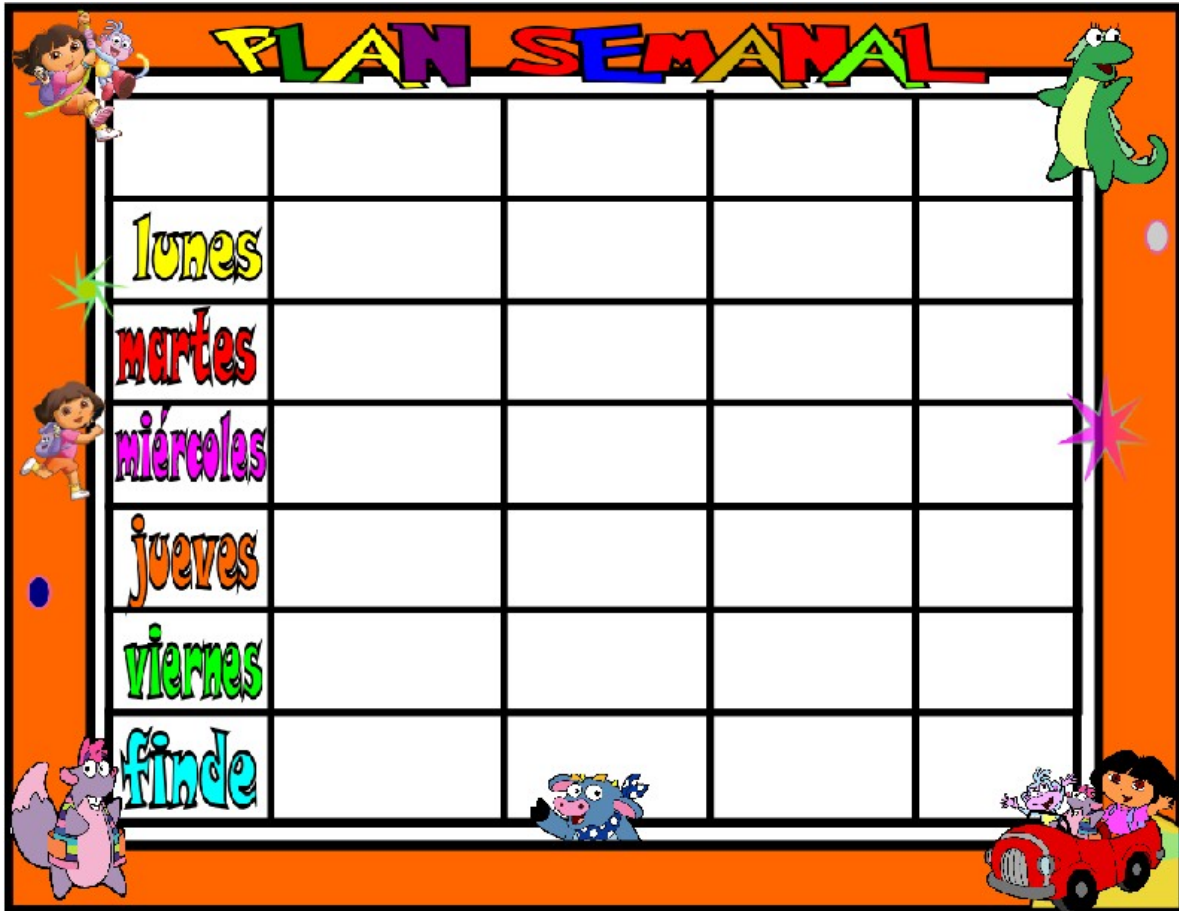 PLAN SEMANAL
lunes
martes
miércoles
jueves
viernes
finde